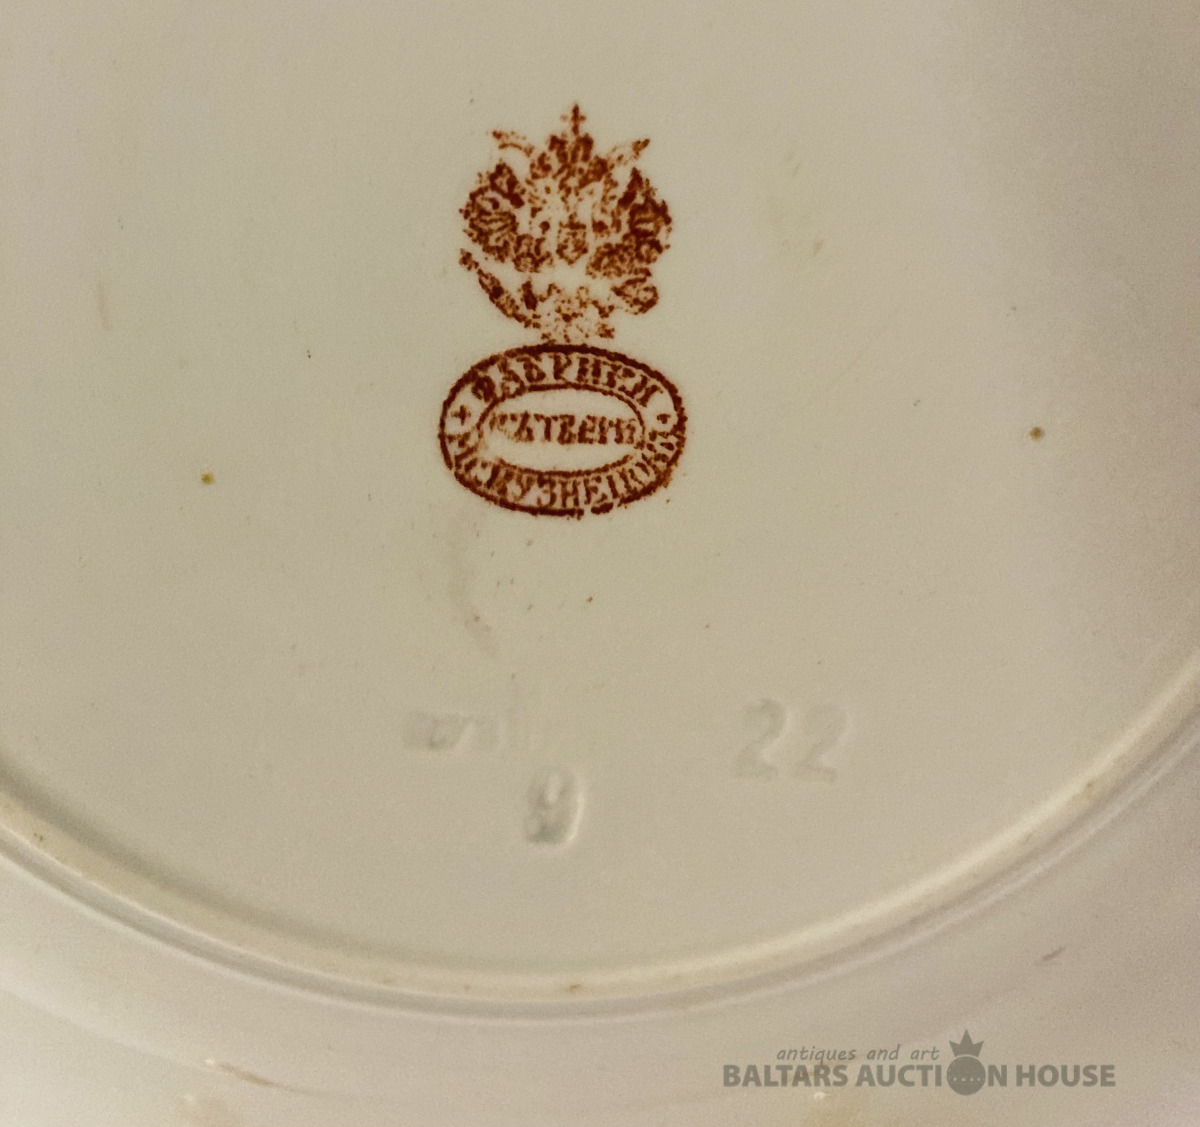 ФАБРИКИ
ВЪ ТВЕРИ
М.С.КУЗНЕЦОВА
22
9
antiques and art
BALTARS AUCTION HOUSE